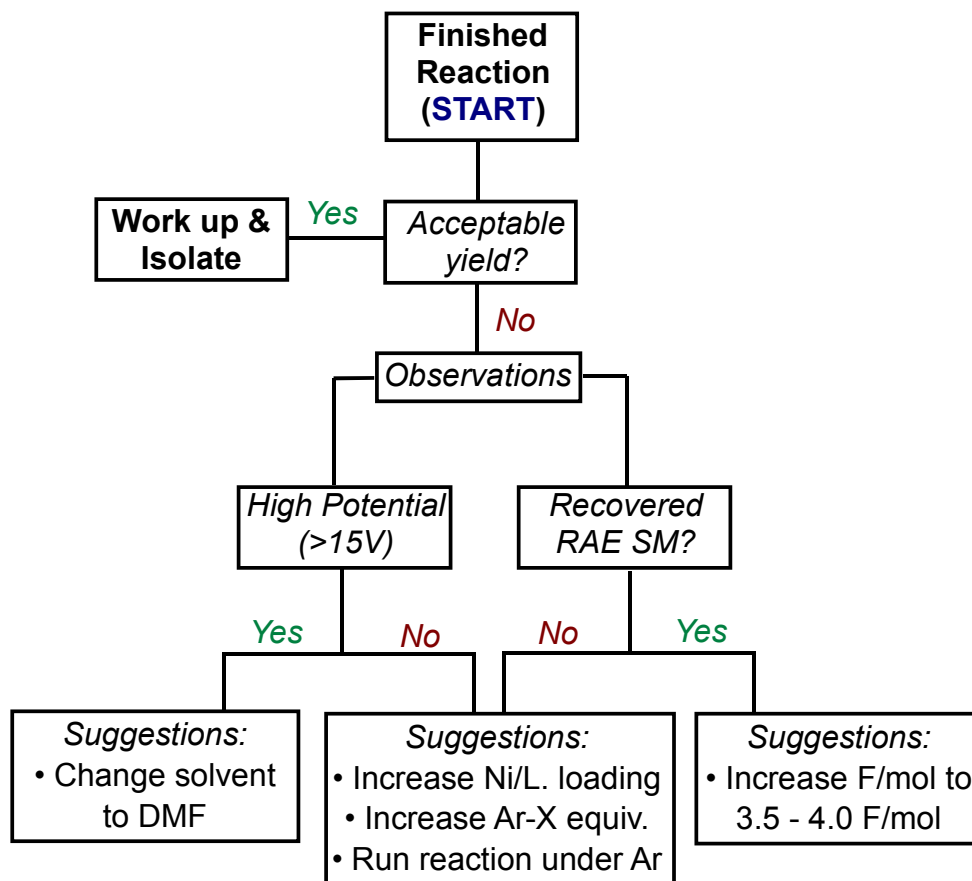 Finished
Reaction
(START)
Yes
Work up &
Isolate
Acceptable
yield?
No
Observations
High Potential
(>15V)
Recovered
RAE SM?
Yes
No
No
Yes
Suggestions:
• Change solvent
to DMF
Suggestions:
• Increase Ni/L. loading
• Increase Ar-X equiv.
• Run reaction under Ar
Suggestions:
• Increase F/mol to
3.5 - 4.0 F/mol